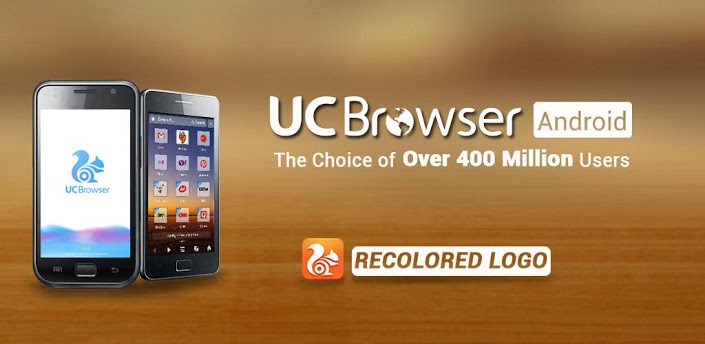 UC Browser Android
The Choice of Over 400 Million Users
RECOLORED LOGO
UC Browser